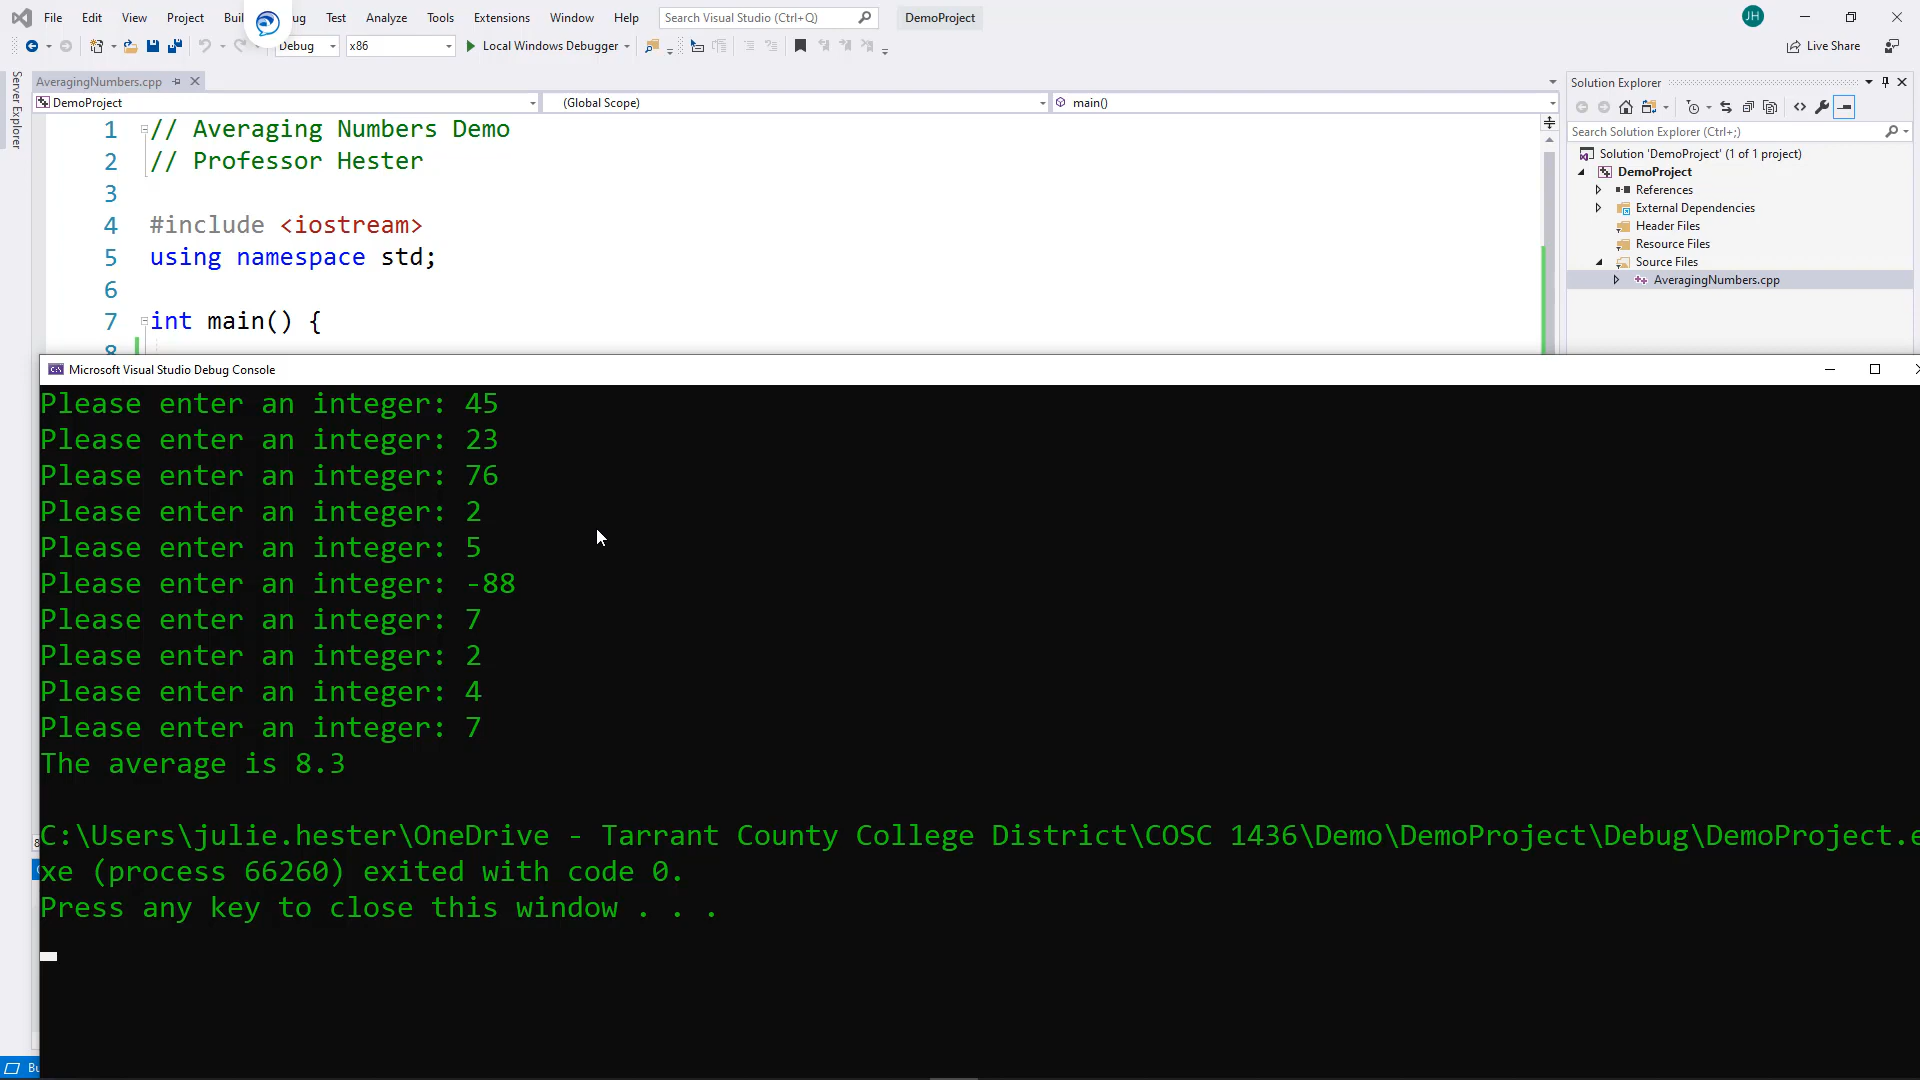 File Edit View Project Buil ug Test Analyze Tools Extensions Window Help Search Visual Studio (Ctrl+Q) DemoProject JH
Debug x86 Local Windows Debugger Live Share
Server Explorer
AveragingNumbers.cpp
DemoProject (Global Scope) main()
1 // Averaging Numbers Demo
2 // Professor Hester
3
4 #include <iostream>
5 using namespace std;
6
7 int main() {
8
Solution Explorer
Search Solution Explorer (Ctrl+;)
Solution 'DemoProject' (1 of 1 project)
DemoProject
References
External Dependencies
Header Files
Resource Files
Source Files
AveragingNumbers.cpp
Microsoft Visual Studio Debug Console
Please enter an integer: 45
Please enter an integer: 23
Please enter an integer: 76
Please enter an integer: 2
Please enter an integer: 5
Please enter an integer: -88
Please enter an integer: 7
Please enter an integer: 2
Please enter an integer: 4
Please enter an integer: 7
The average is 8.3
C:\Users\julie.hester\OneDrive - Tarrant County College District\COSC 1436\Demo\DemoProject\Debug\DemoProject.e
xe (process 66260) exited with code 0.
Press any key to close this window . . .